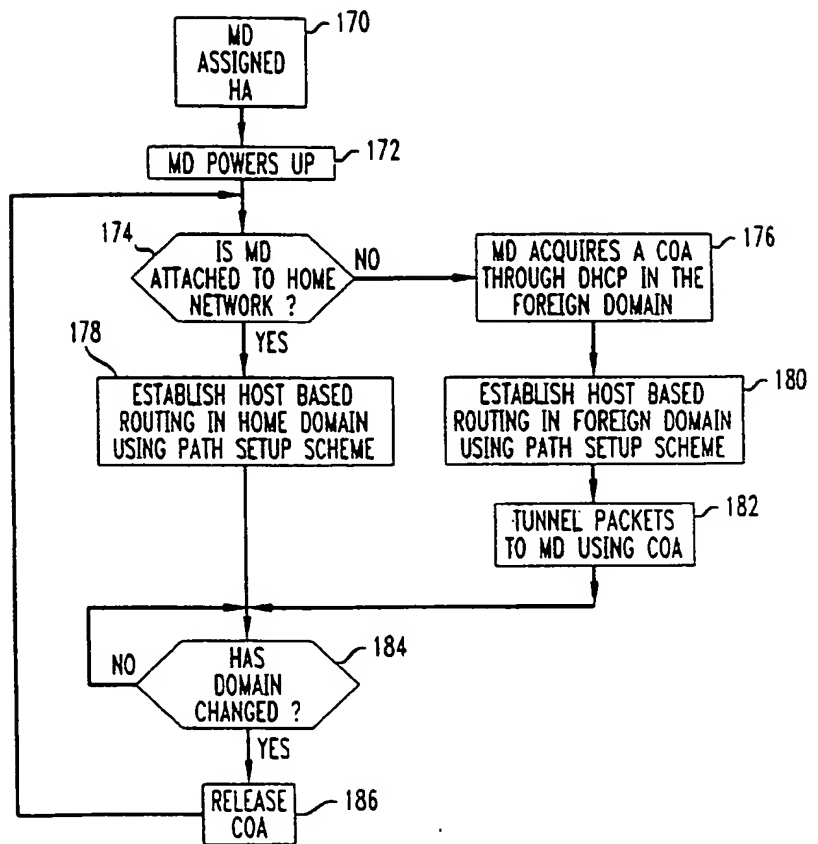 MD
ASSIGNED
HA
170
MD POWERS UP
172
174
IS MD
ATTACHED TO HOME
NETWORK ?
NO
MD ACQUIRES A COA
THROUGH DHCP IN THE
FOREIGN DOMAIN
176
YES
178
ESTABLISH HOST BASED
ROUTING IN HOME DOMAIN
USING PATH SETUP SCHEME
ESTABLISH HOST BASED
ROUTING IN FOREIGN DOMAIN
USING PATH SETUP SCHEME
180
TUNNEL PACKETS
TO MD USING COA
182
HAS
DOMAIN
CHANGED ?
184
NO
YES
RELEASE
COA
186